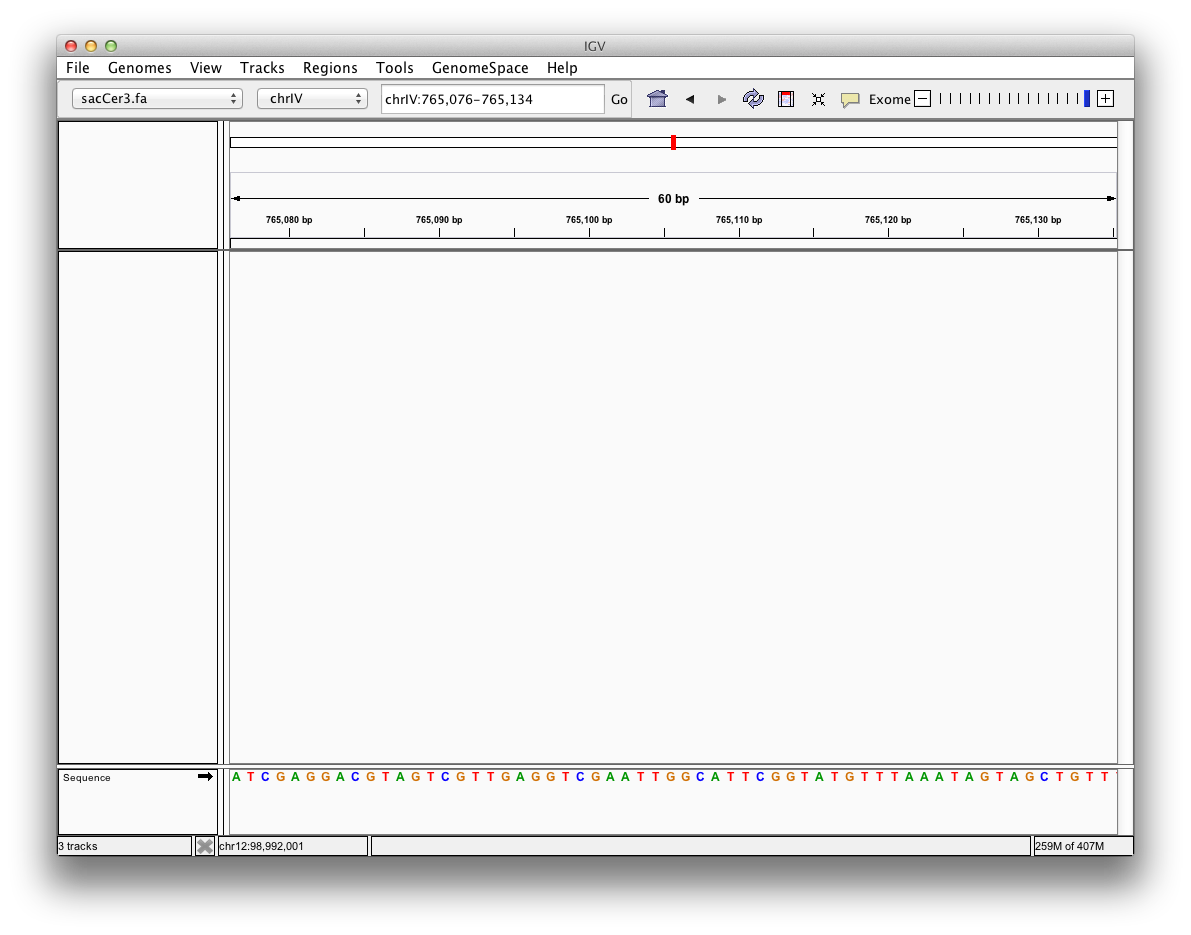 IGV
File Genomes View Tracks Regions Tools GenomeSpace Help
sacCer3.fa chrIV chrIV:765,076-765,134 Go Exome
60 bp
765,080 bp 765,090 bp 765,100 bp 765,110 bp 765,120 bp 765,130 bp
Sequence A T C G A G G A C G T A G T C G T T G A G G T C G A A T T G G C A T T C G G T A T G T T T A A A T A G T A G C T G T T
3 tracks chr12:98,992,001 259M of 407M